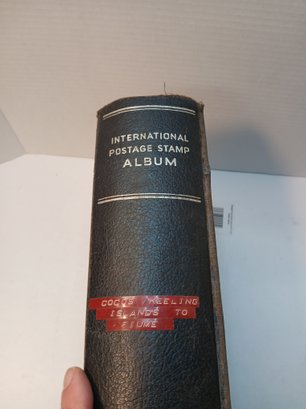 INTERNATIONAL
POSTAGE STAMP
ALBUM
COCOS KEELING
ISLANDS TO
FIUME